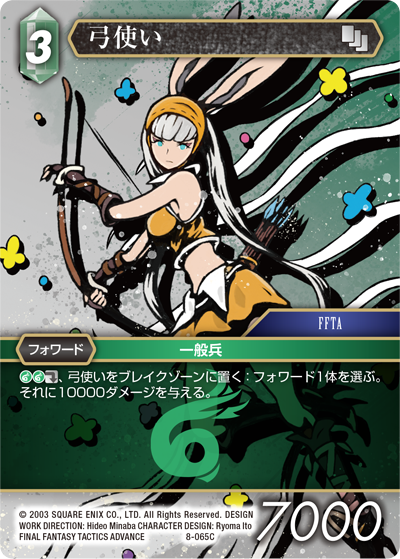 3
弓使い
FFTA
フォワード
一般兵
、弓使いをブレイクゾーンに置く：フォワード1体を選ぶ。
それに10000ダメージを与える。
© 2003 SQUARE ENIX CO., LTD. All Rights Reserved. DESIGN
WORK DIRECTION: Hideo Minaba CHARACTER DESIGN: Ryoma Ito
FINAL FANTASY TACTICS ADVANCE 8-065C
7000